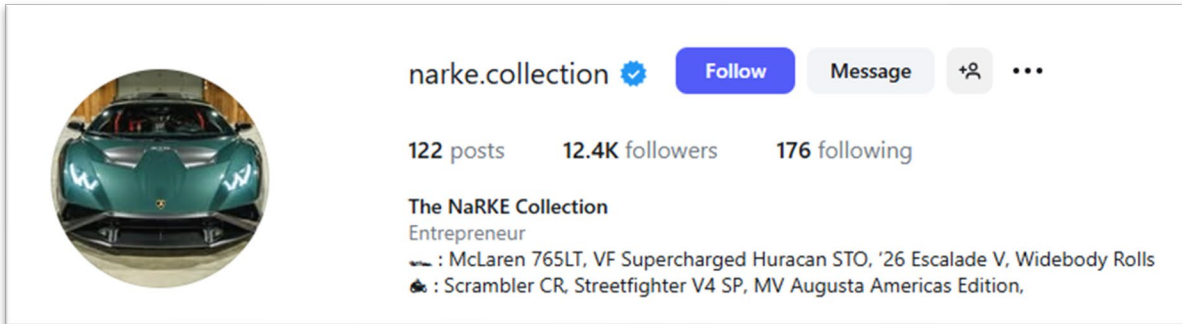 narke.collection Follow Message
122 posts 12.4K followers 176 following
The NaRKE Collection
Entrepreneur
🏎️ : McLaren 765LT, VF Supercharged Huracan STO, '26 Escalade V, Widebody Rolls
🏍️ : Scrambler CR, Streetfighter V4 SP, MV Augusta Americas Edition,